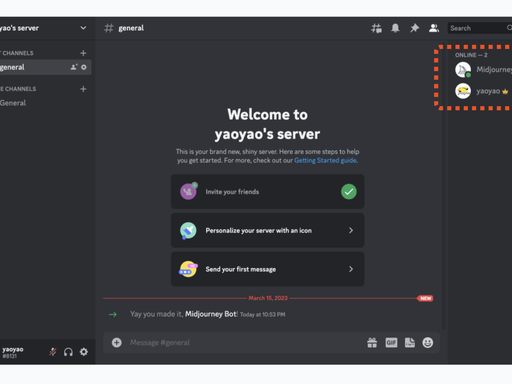 yao's server
general
Search
T CHANNELS
general
E CHANNELS
General
ONLINE — 2
Midjourney
yaoyao
Welcome to
yaoyao's server
This is your brand new, shiny server. Here are some steps to help
you get started. For more, check out our Getting Started guide.
Invite your friends
Personalize your server with an icon
Send your first message
March 15, 2023
NEW
Yay you made it, Midjourney Bot! Today at 10:53 PM
yaoyao
#8131
Message #general
GIF